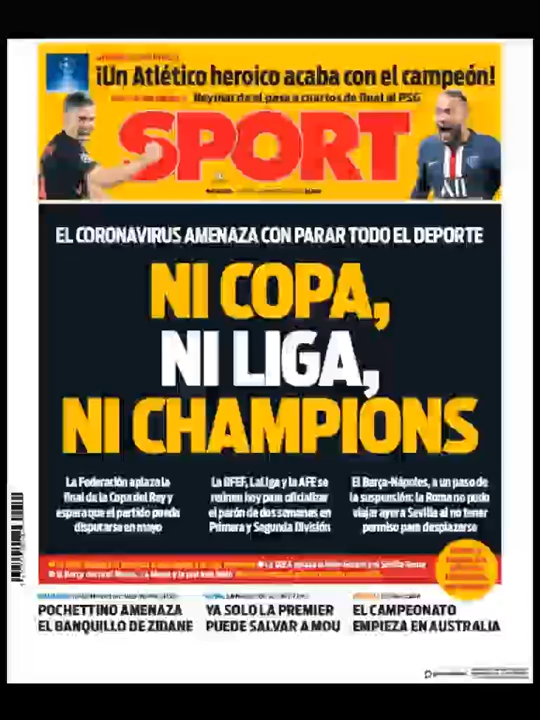 ¡Un Atlético heroico acaba con el campeón!
Neymar da el pase a cuartos de final al PSG
SPORT
EL CORONAVIRUS AMENAZA CON PARAR TODO EL DEPORTE
NI COPA,
NI LIGA,
NI CHAMPIONS
La Federación aplaza la
final de la Copa del Rey y
espera que el partido pueda
disputarse en mayo
La RFEF, LaLiga y la AFE se
reúnen hoy para oficializar
el parón de dos semanas en
Primera y Segunda División
El Barça-Nápoles, a un paso de
la suspensión: la Roma no pudo
viajar ayer a Sevilla al no tener
permiso para desplazarse
POCHETTINO AMENAZA
EL BANQUILLO DE ZIDANE
YA SOLO LA PREMIER
PUEDE SALVAR A MOU
EL CAMPEONATO
EMPIEZA EN AUSTRALIA